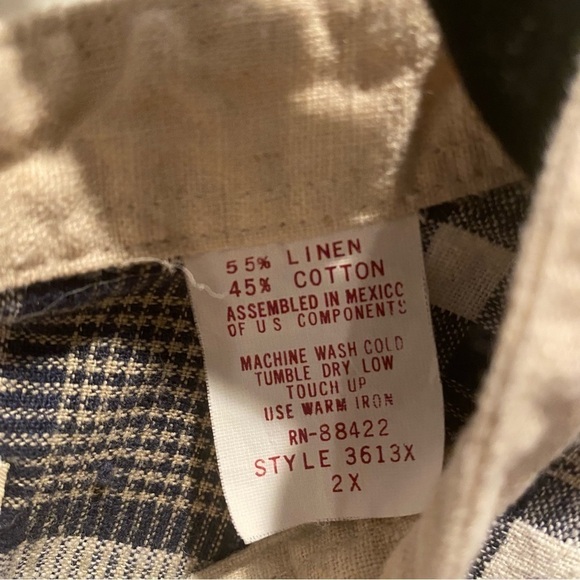 55% LINEN
45% COTTON
ASSEMBLED IN MEXICO
OF US COMPONENTS
MACHINE WASH COLD
TUMBLE DRY LOW
TOUCH UP
USE WARM IRON
RN-88422
STYLE 3613X
2X